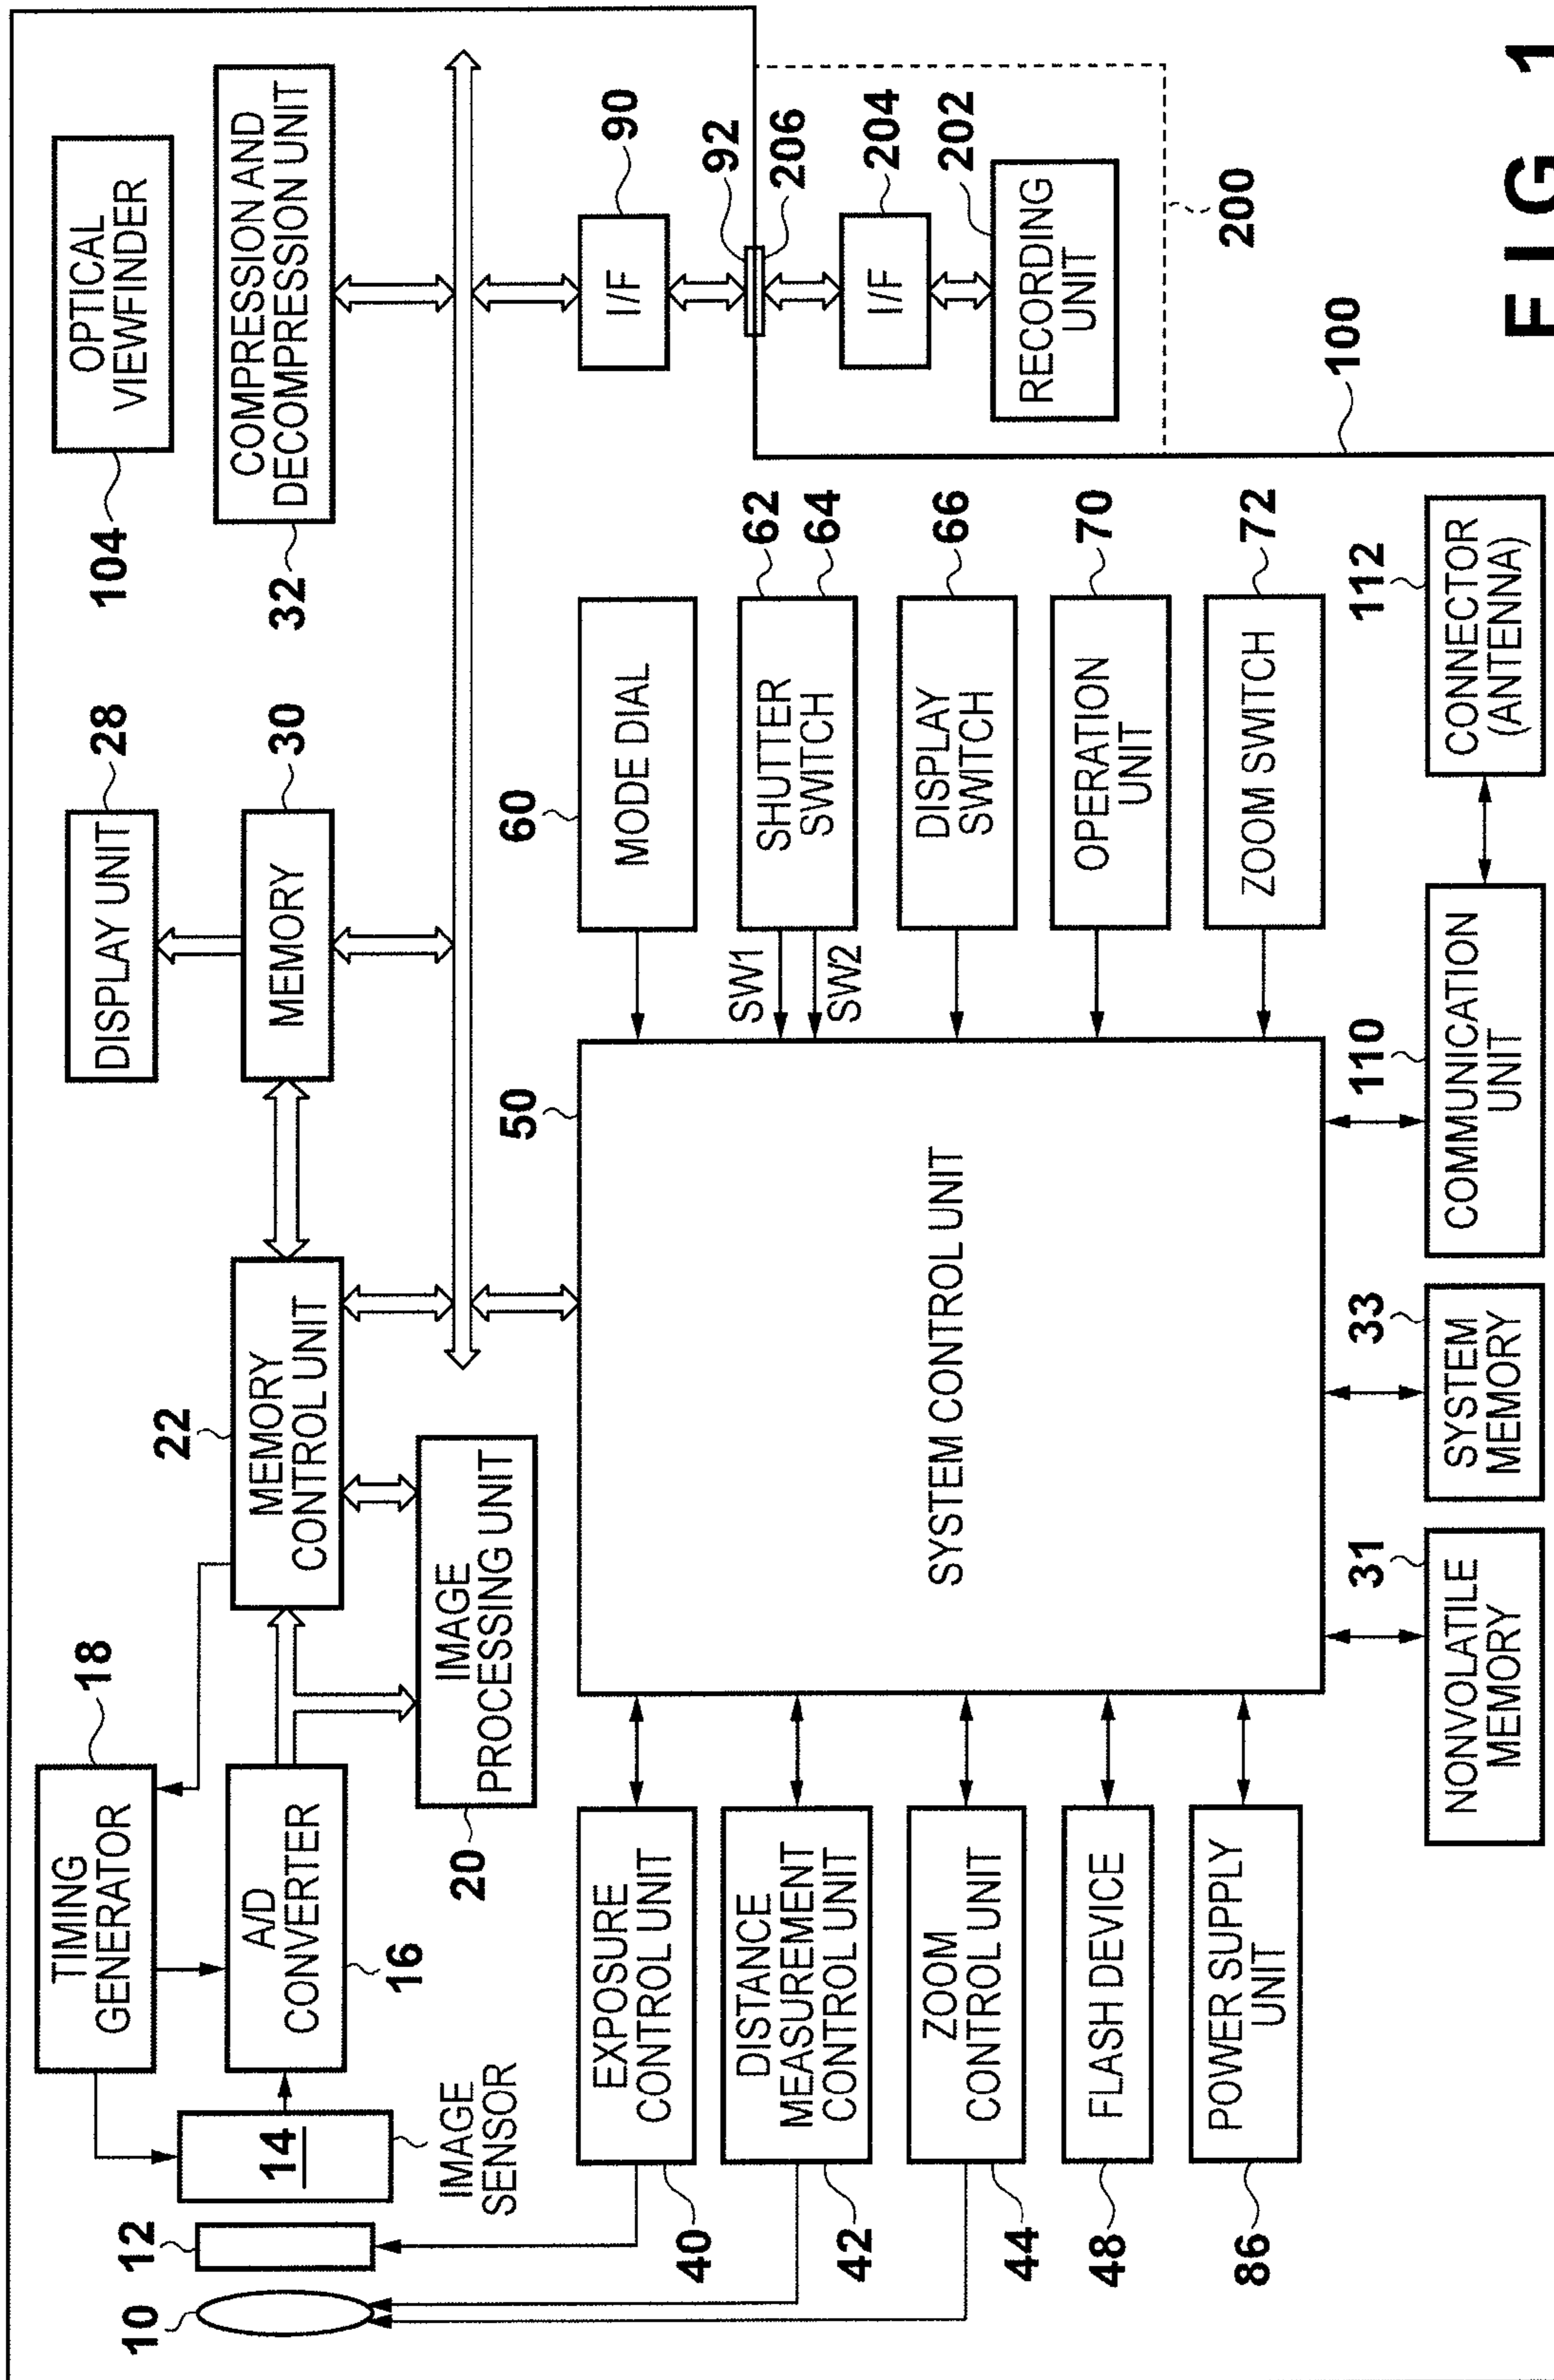 FIG. 1
104
OPTICAL
VIEWFINDER
32
COMPRESSION AND
DECOMPRESSION UNIT
28
DISPLAY UNIT
30
MEMORY
22
MEMORY
CONTROL UNIT
18
TIMING
GENERATOR
A/D
CONVERTER
16
14
IMAGE
SENSOR
12
10
IMAGE
PROCESSING UNIT
20
90
I/F
92
206
204
I/F
202
RECORDING
UNIT
200
100
60
MODE DIAL
62
64
SHUTTER
SWITCH
SW1
SW2
66
DISPLAY
SWITCH
70
OPERATION
UNIT
72
ZOOM SWITCH
50
SYSTEM CONTROL UNIT
EXPOSURE
CONTROL UNIT
40
DISTANCE
MEASUREMENT
CONTROL UNIT
42
ZOOM
CONTROL UNIT
44
FLASH DEVICE
48
POWER SUPPLY
UNIT
86
31
NONVOLATILE
MEMORY
33
SYSTEM
MEMORY
110
COMMUNICATION
UNIT
112
CONNECTOR
(ANTENNA)